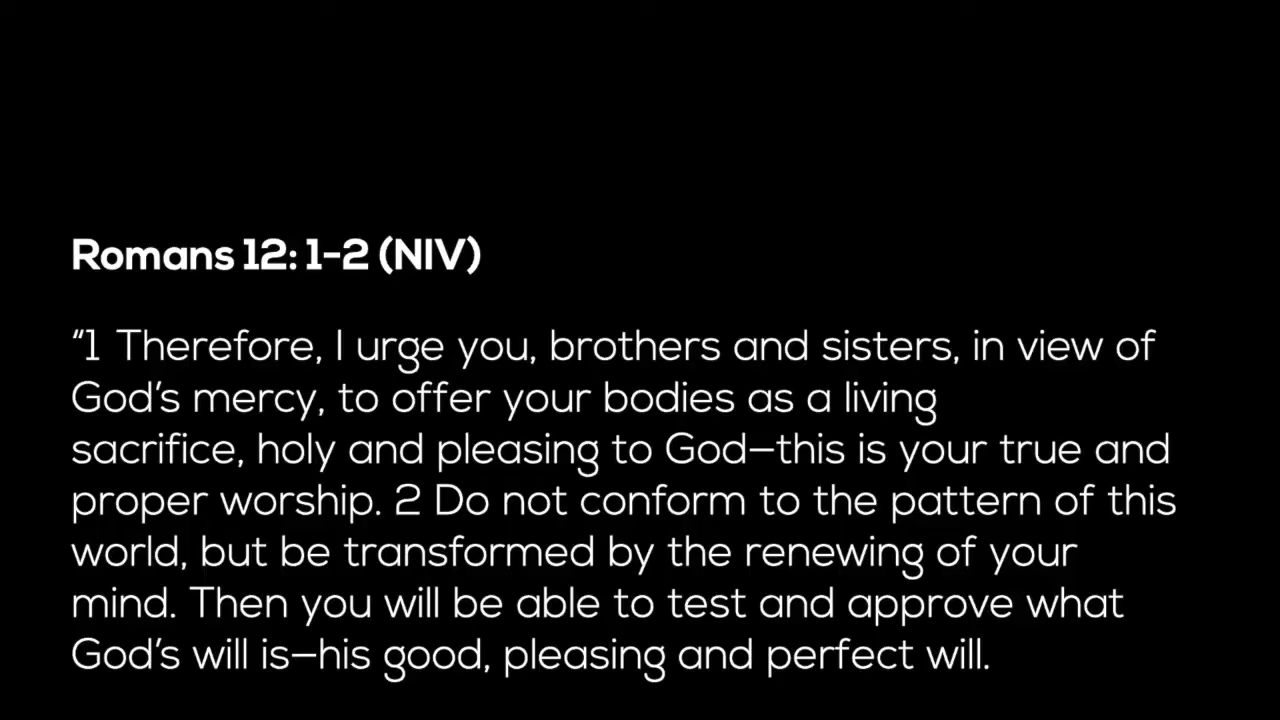 Romans 12: 1-2 (NIV)
“1 Therefore, I urge you, brothers and sisters, in view of
God’s mercy, to offer your bodies as a living
sacrifice, holy and pleasing to God—this is your true and
proper worship. 2 Do not conform to the pattern of this
world, but be transformed by the renewing of your
mind. Then you will be able to test and approve what
God’s will is—his good, pleasing and perfect will.